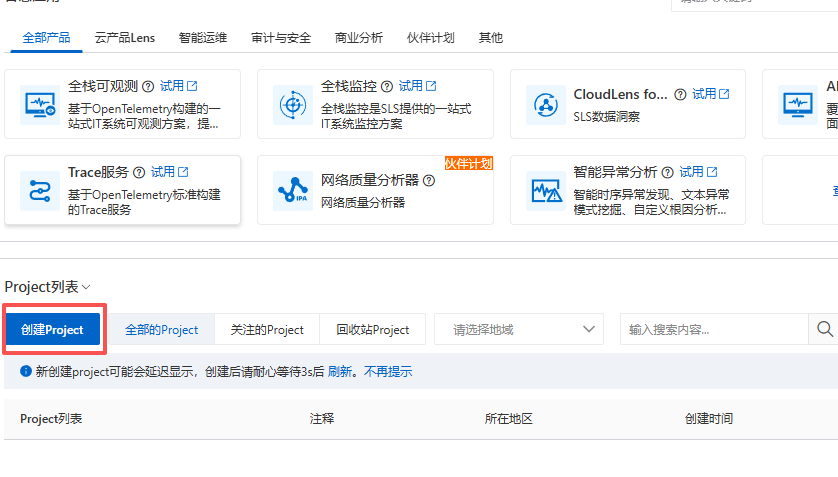 全部产品 云产品Lens 智能运维 审计与安全 商业分析 伙伴计划 其他
全栈可观测 试用
基于OpenTelemetry构建的一
站式IT系统可观测方案，提...
全栈监控 试用
全栈监控是SLS提供的一站式
IT系统监控方案
CloudLens fo... 试用
SLS数据洞察
Trace服务 试用
基于OpenTelemetry标准构建
的Trace服务
伙伴计划
网络质量分析器
网络质量分析器
IPA
智能异常分析 试用
智能时序异常发现、文本异常
模式挖掘、自定义根因分析...
Project列表
创建Project 全部的Project 关注的Project 回收站Project 请选择地域 输入搜索内容...
新创建project可能会延迟显示，创建后请耐心等待3s后 刷新。不再提示
Project列表 注释 所在地区 创建时间